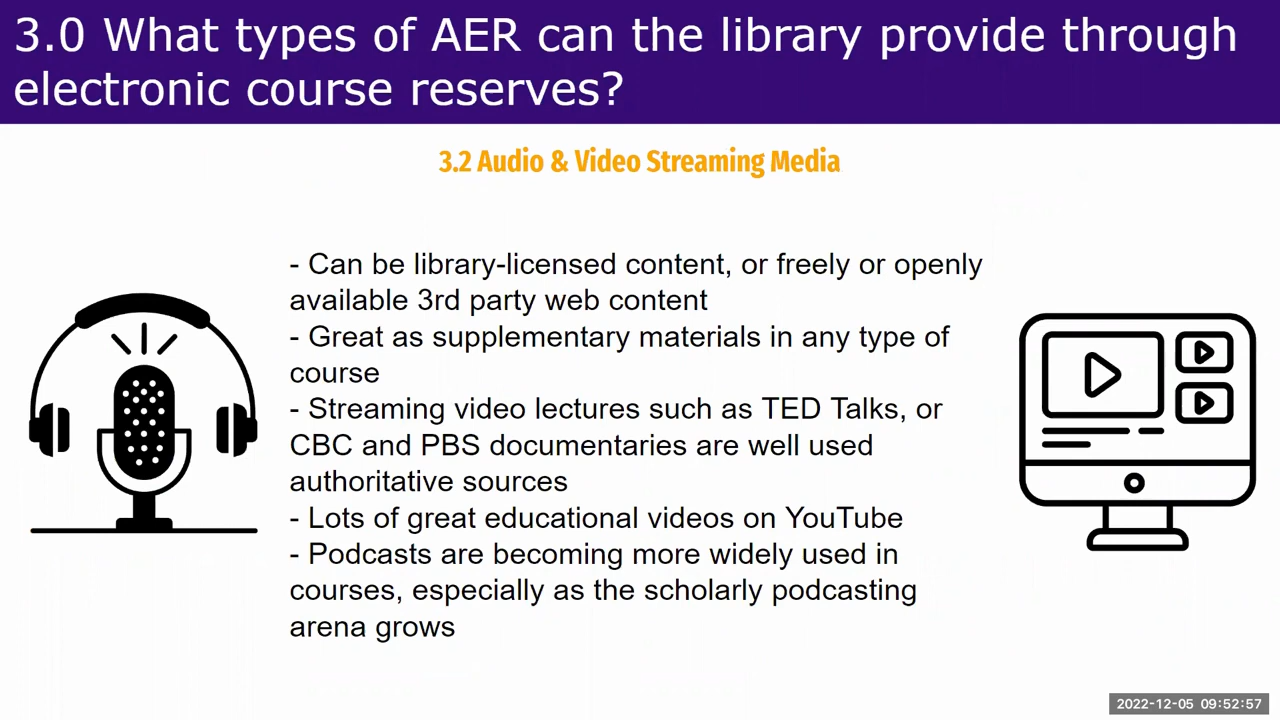 3.0 What types of AER can the library provide through
electronic course reserves?
3.2 Audio & Video Streaming Media
- Can be library-licensed content, or freely or openly
available 3rd party web content
- Great as supplementary materials in any type of
course
- Streaming video lectures such as TED Talks, or
CBC and PBS documentaries are well used
authoritative sources
- Lots of great educational videos on YouTube
- Podcasts are becoming more widely used in
courses, especially as the scholarly podcasting
arena grows
2022-12-05 09:52:57